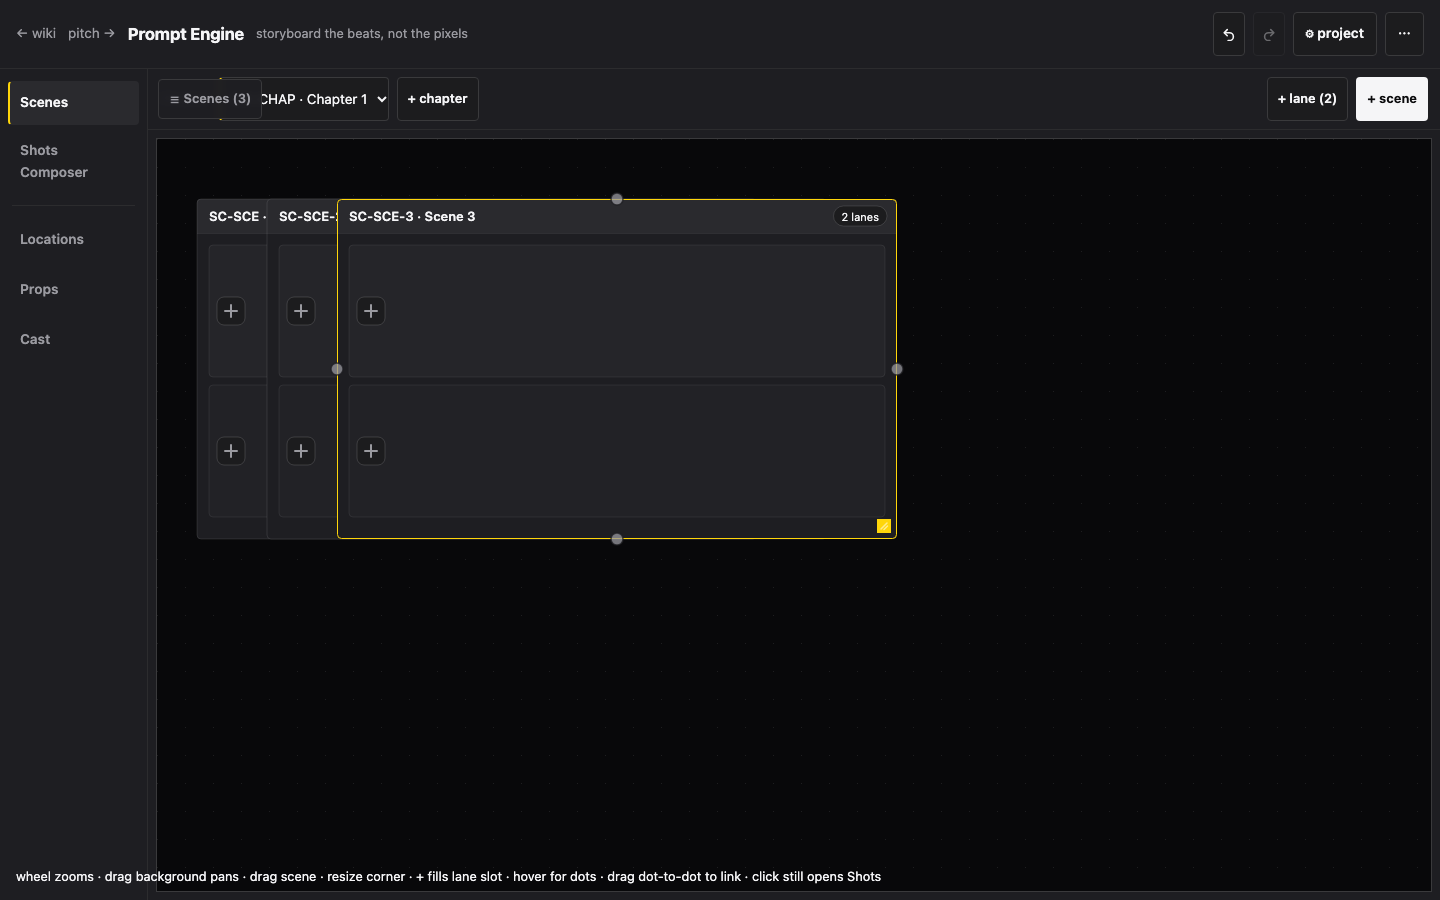 ← wiki pitch → Prompt Engine storyboard the beats, not the pixels
⚙ project ···
Scenes
Shots
Composer
Locations
Props
Cast
≡ Scenes (3) CHAP · Chapter 1 + chapter
+ lane (2) + scene
SC-SCE · SC-SCE- SC-SCE-3 · Scene 3 2 lanes
wheel zooms · drag background pans · drag scene · resize corner · + fills lane slot · hover for dots · drag dot-to-dot to link · click still opens Shots